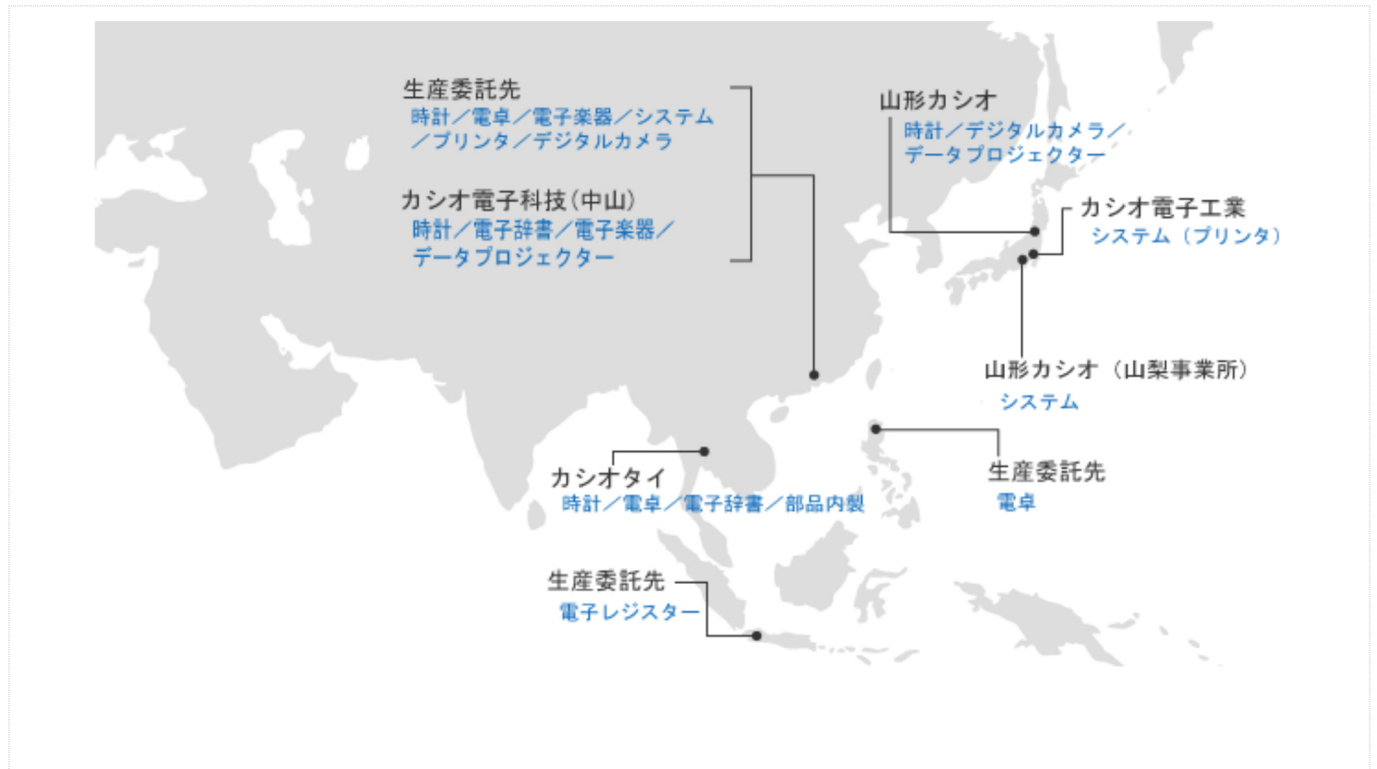 生産委託先
時計／電卓／電子楽器／システム
／プリンタ／デジタルカメラ
カシオ電子科技(中山)
時計／電子辞書／電子楽器／
データプロジェクター
山形カシオ
時計／デジタルカメラ／
データプロジェクター
カシオ電子工業
システム（プリンタ）
山形カシオ（山梨事業所）
システム
カシオタイ
時計／電卓／電子辞書／部品内製
生産委託先
電卓
生産委託先
電子レジスター